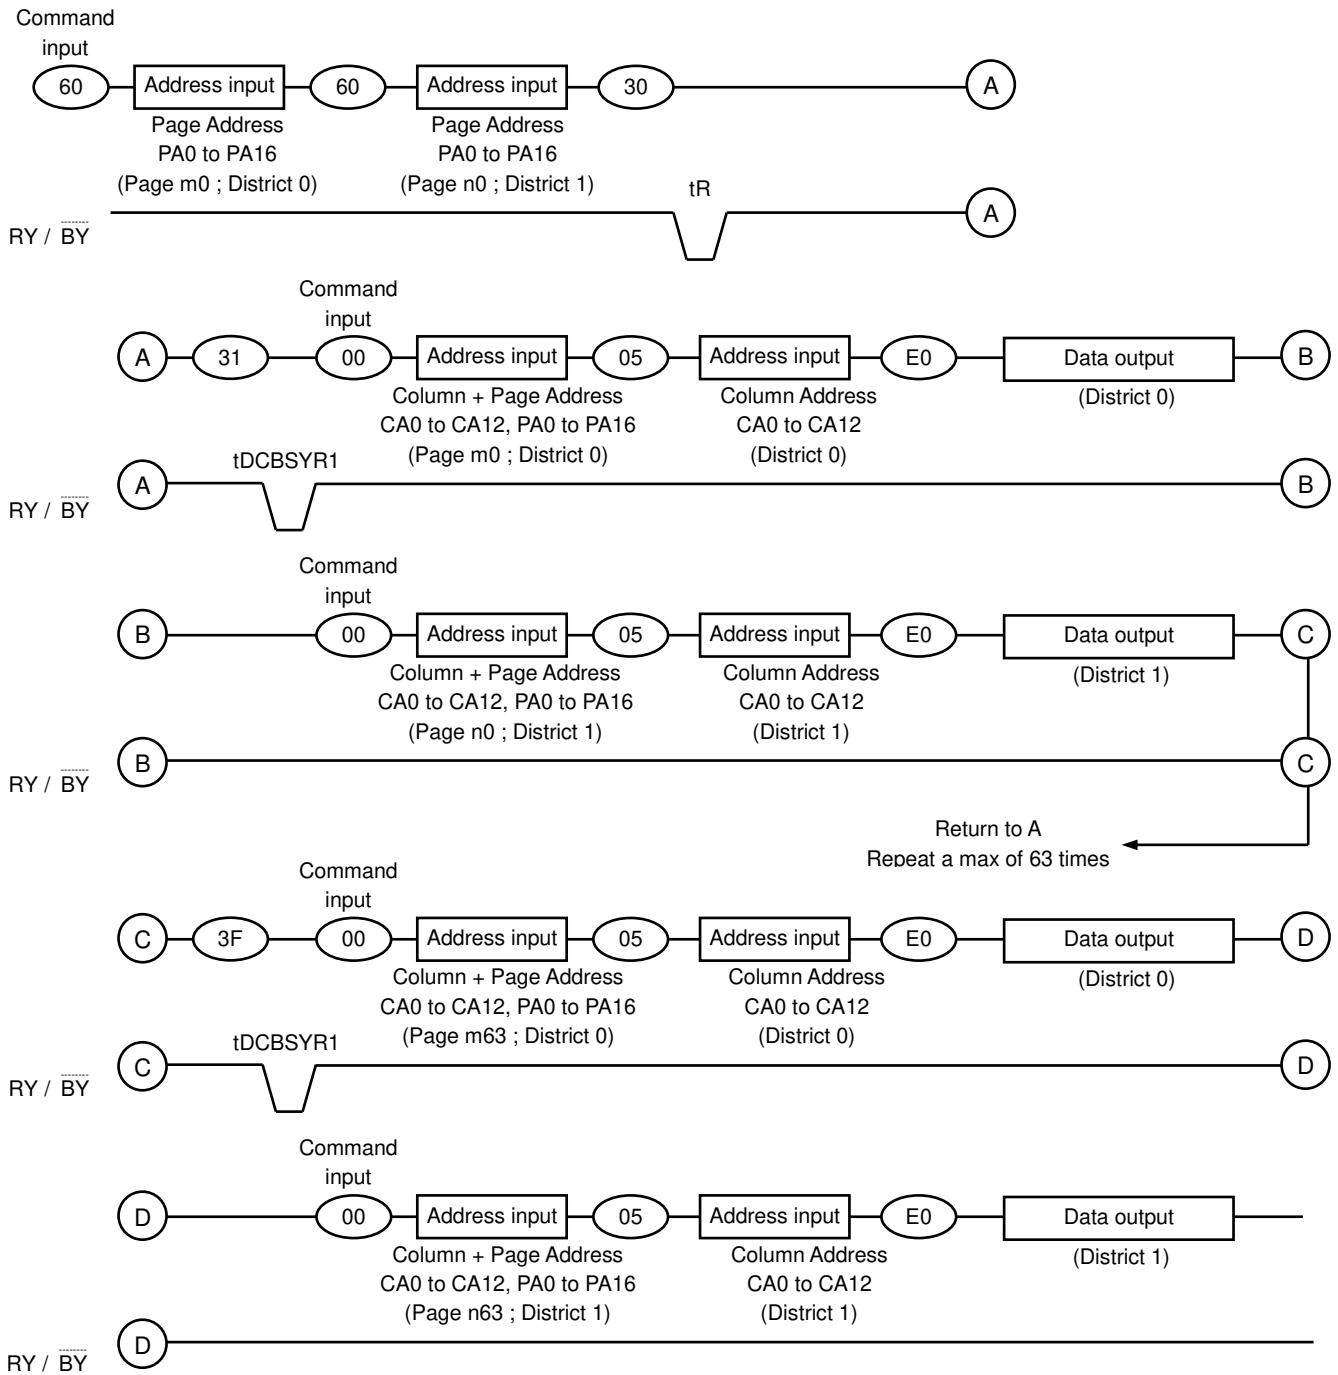 Command
input
60 Address input 60 Address input 30 A
Page Address Page Address
PA0 to PA16 PA0 to PA16
(Page m0 ; District 0) (Page n0 ; District 1)
tR
A
RY / BY
Command
input
A 31 00 Address input 05 Address input E0 Data output B
Column + Page Address Column Address (District 0)
CA0 to CA12, PA0 to PA16 CA0 to CA12
(Page m0 ; District 0) (District 0)
tDCBSYR1
A B
RY / BY
Command
input
B 00 Address input 05 Address input E0 Data output C
Column + Page Address Column Address (District 1)
CA0 to CA12, PA0 to PA16 CA0 to CA12
(Page n0 ; District 1) (District 1)
B C
RY / BY
Return to A
Repeat a max of 63 times
Command
input
C 3F 00 Address input 05 Address input E0 Data output D
Column + Page Address Column Address (District 0)
CA0 to CA12, PA0 to PA16 CA0 to CA12
(Page m63 ; District 0) (District 0)
tDCBSYR1
C D
RY / BY
Command
input
D 00 Address input 05 Address input E0 Data output
Column + Page Address Column Address (District 1)
CA0 to CA12, PA0 to PA16 CA0 to CA12
(Page n63 ; District 1) (District 1)
D
RY / BY